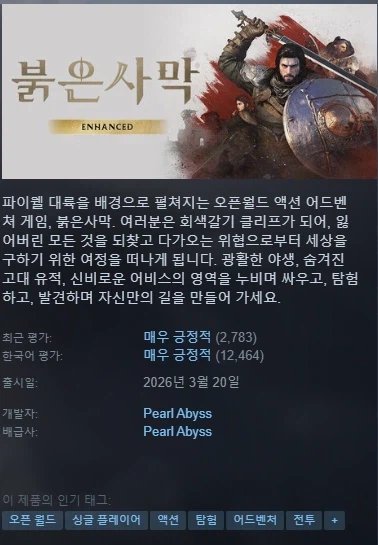 붉은사막
ENHANCED
파이웰 대륙을 배경으로 펼쳐지는 오픈월드 액션 어드벤
쳐 게임, 붉은사막. 여러분은 회색갈기 클리프가 되어, 잃
어버린 모든 것을 되찾고 다가오는 위협으로부터 세상을
구하기 위한 여정을 떠나게 됩니다. 광활한 야생, 숨겨진
고대 유적, 신비로운 어비스의 영역을 누비며 싸우고, 탐험
하고, 발견하며 자신만의 길을 만들어 가세요.
최근 평가: 매우 긍정적 (2,783)
한국어 평가: 매우 긍정적 (12,464)
출시일: 2026년 3월 20일
개발자: Pearl Abyss
배급사: Pearl Abyss
이 제품의 인기 태그:
오픈 월드 싱글 플레이어 액션 탐험 어드벤처 전투 +